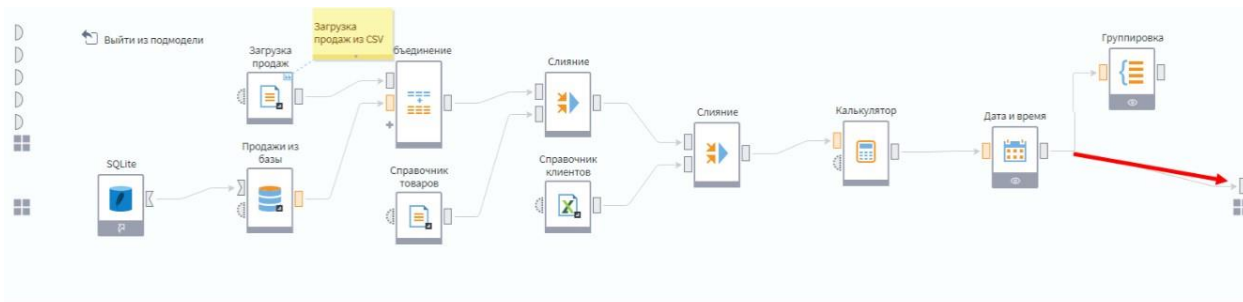 Выйти из подмодели
Загрузка
продаж из CSV
Загрузка
продаж
бъединение
Слияние
Группировка
Слияние
Калькулятор
Дата и время
SQLite
Продажи из
базы
Справочник
товаров
Справочник
клиентов